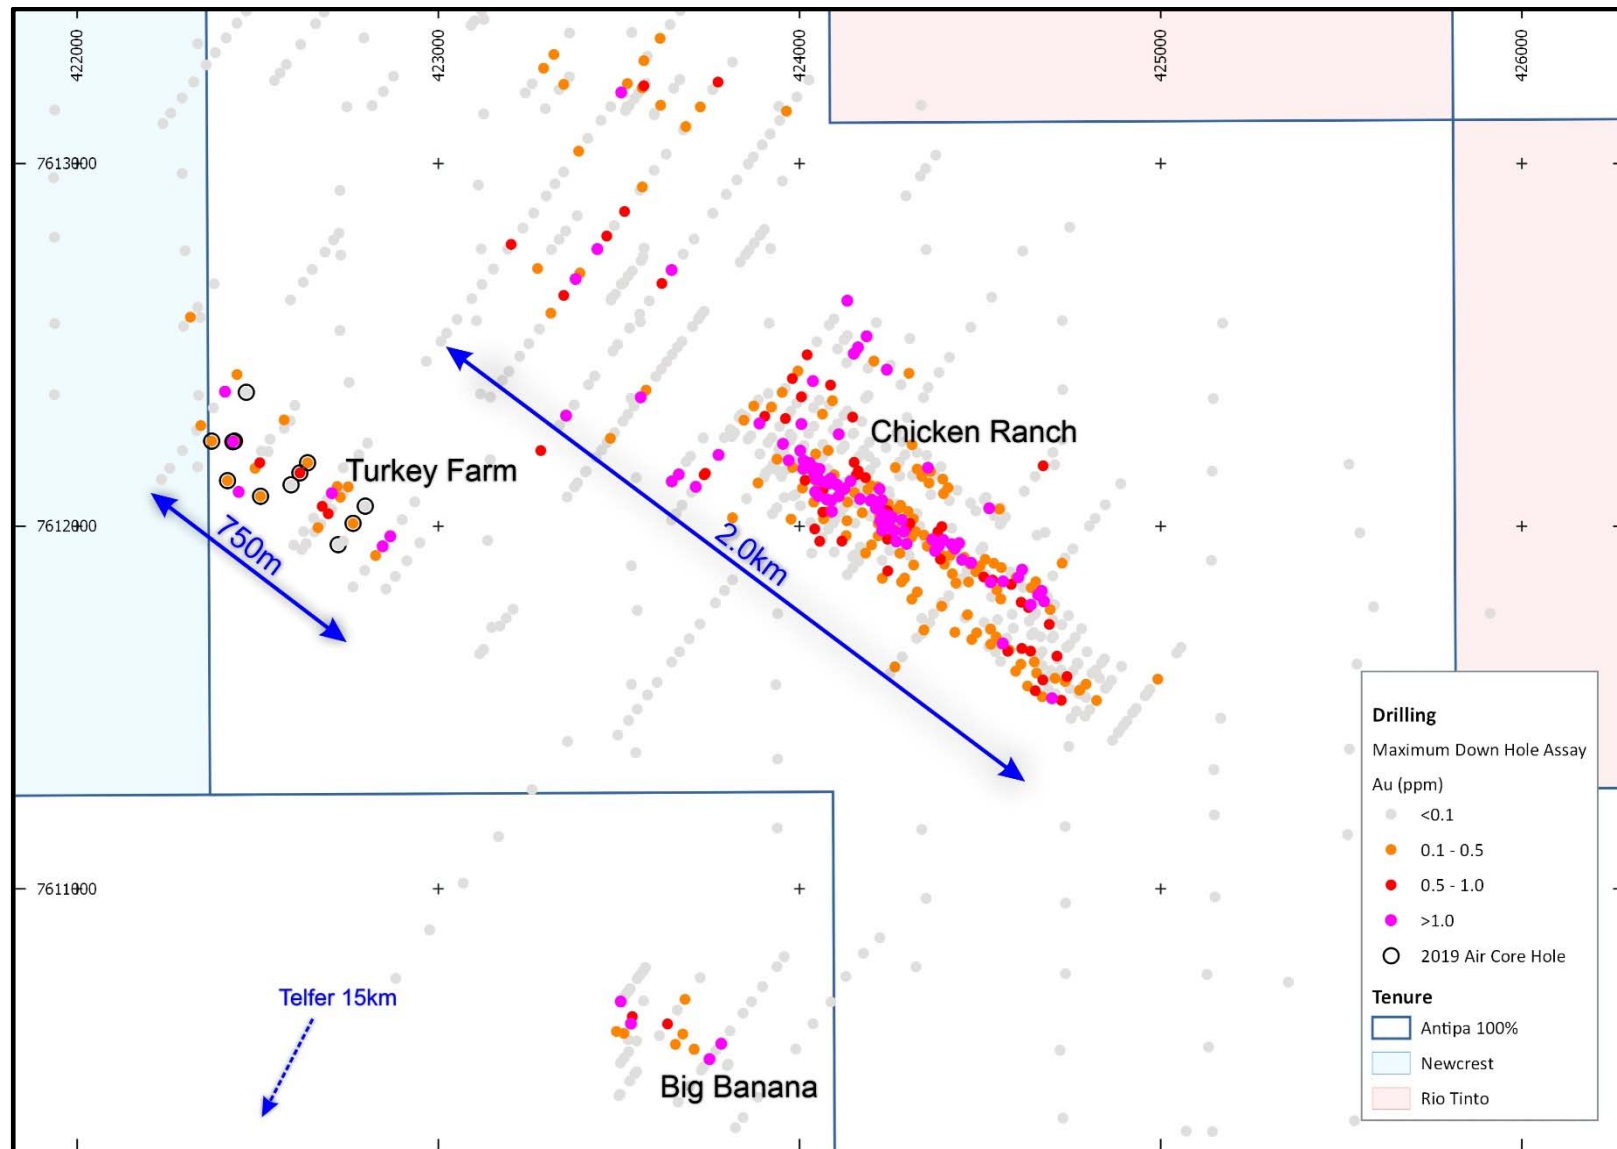 422000
423000
424000
425000
426000
7613000
Chicken Ranch
Turkey Farm
7612000
750m
2.0km
Drilling
Maximum Down Hole Assay
Au (ppm)
<0.1
0.1 - 0.5
0.5 - 1.0
>1.0
2019 Air Core Hole
Tenure
Antipa 100%
Newcrest
Rio Tinto
7611000
Telfer 15km
Big Banana